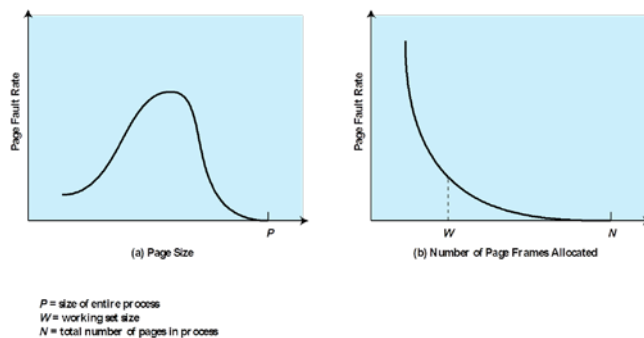 Page Fault Rate
P
(a) Page Size
Page Fault Rate
W
N
(b) Number of Page Frames Allocated
P = size of entire process
W = working set size
N = total number of pages in process